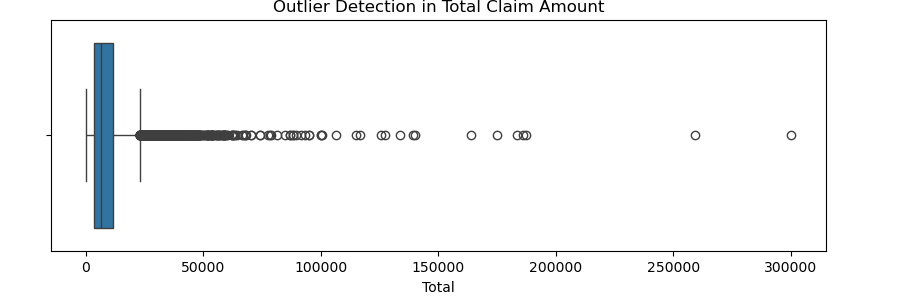 Outlier Detection in Total Claim Amount
0 50000 100000 150000 200000 250000 300000
Total